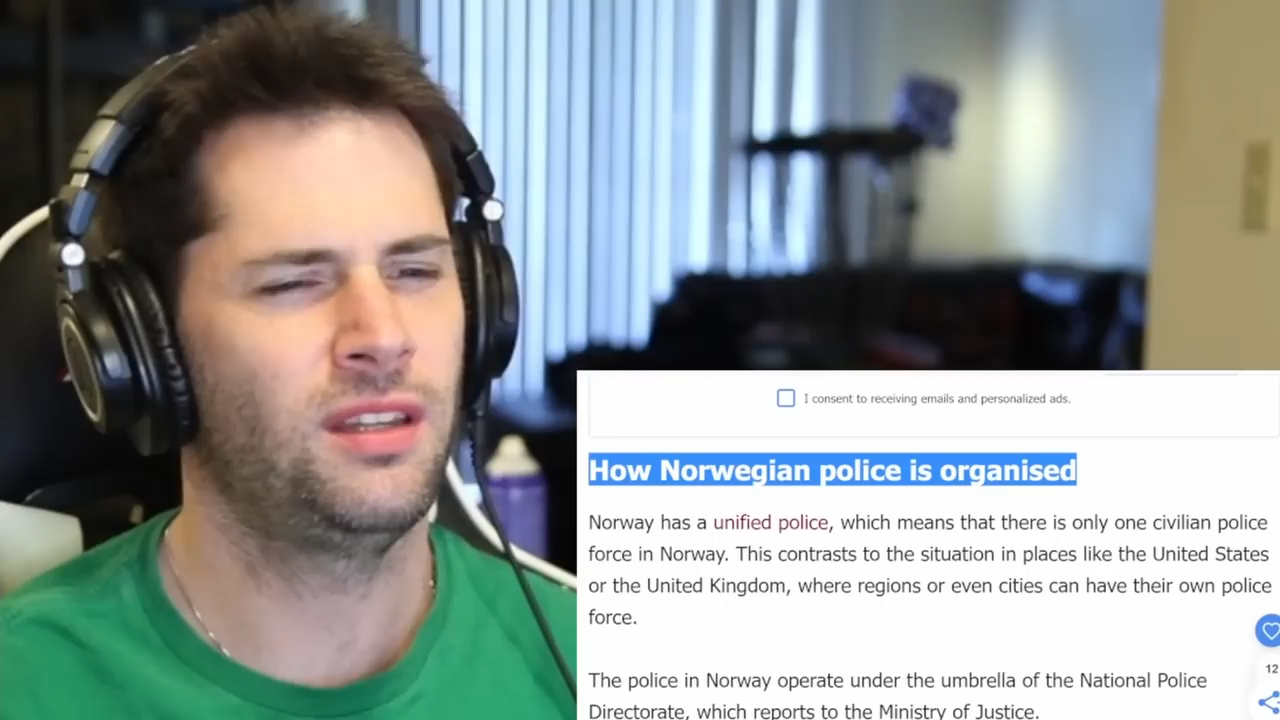 I consent to receiving emails and personalized ads.
How Norwegian police is organised
Norway has a unified police, which means that there is only one civilian police
force in Norway. This contrasts to the situation in places like the United States
or the United Kingdom, where regions or even cities can have their own police
force.
12
The police in Norway operate under the umbrella of the National Police
Directorate, which reports to the Ministry of Justice.